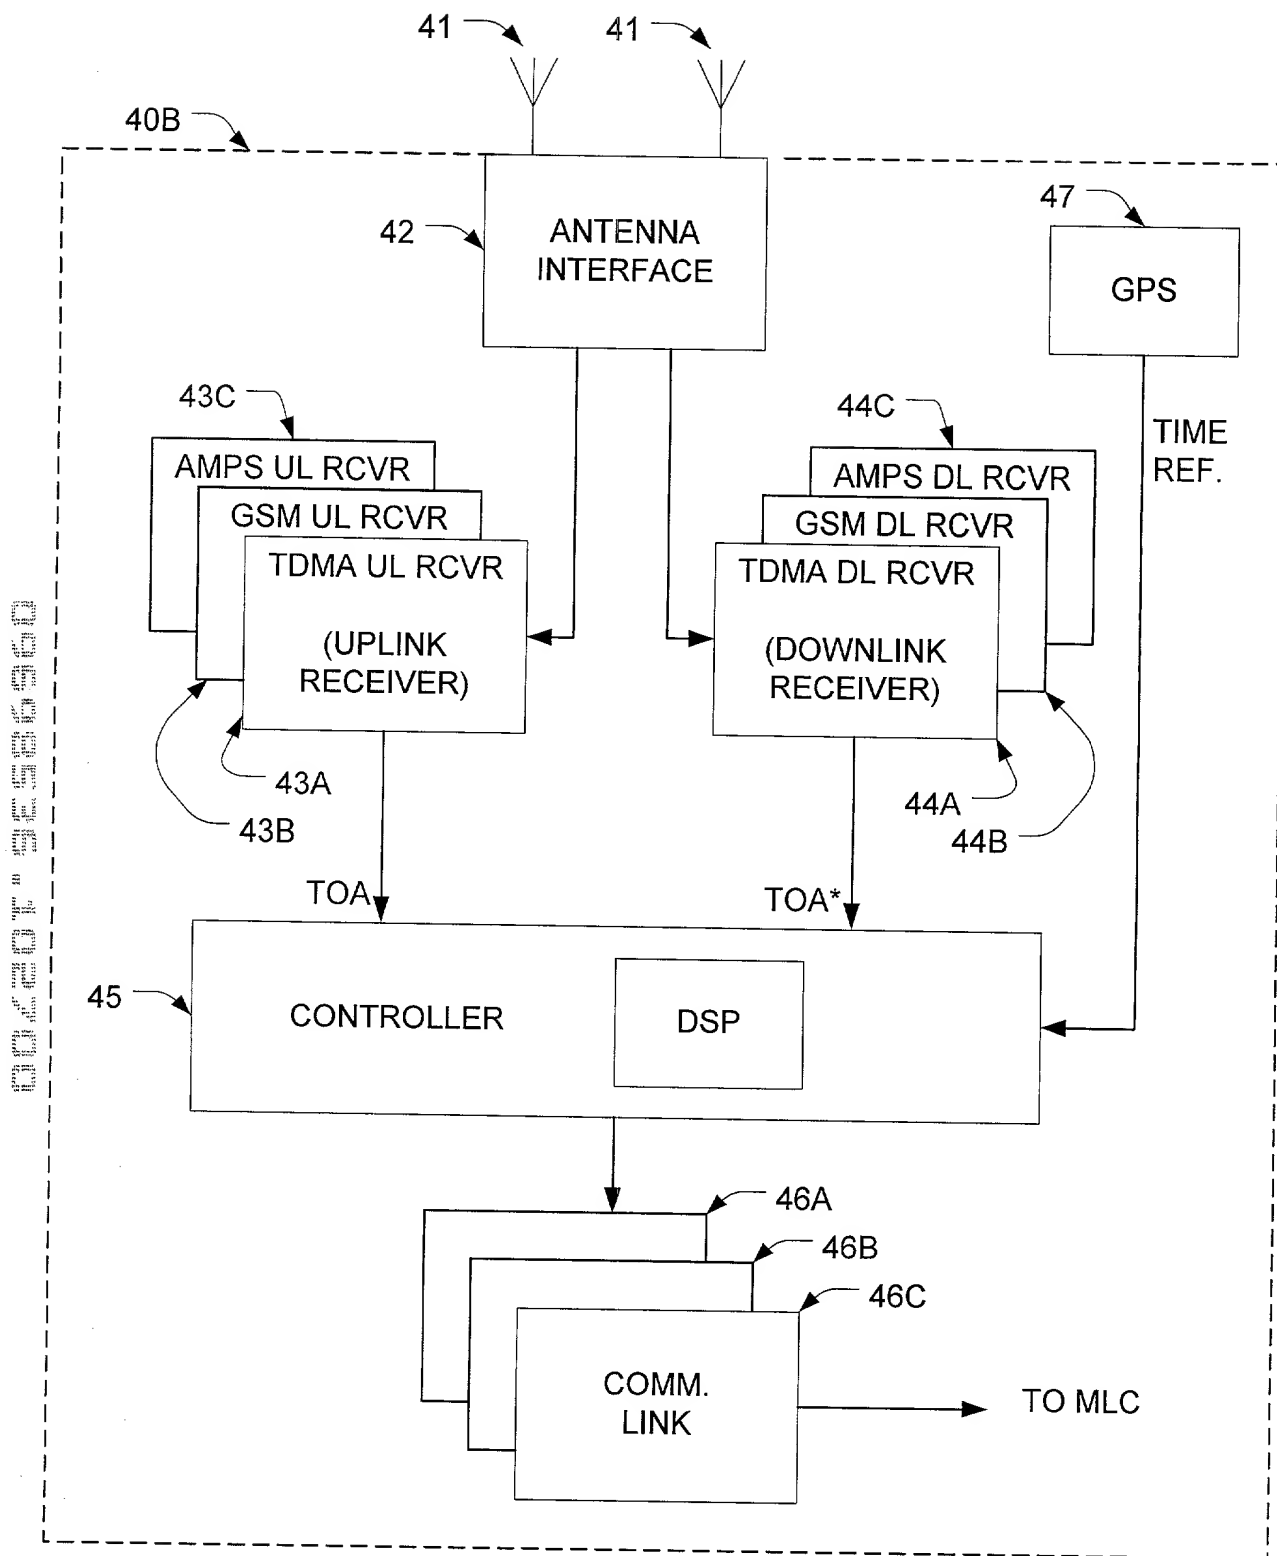 41
41
40B
47
42
ANTENNA
INTERFACE
GPS
43C
44C
TIME
REF.
AMPS UL RCVR
AMPS DL RCVR
GSM UL RCVR
GSM DL RCVR
TDMA UL RCVR
TDMA DL RCVR
(UPLINK
RECEIVER)
(DOWNLINK
RECEIVER)
43A
44A
43B
44B
TOA
TOA*
45
CONTROLLER
DSP
46A
46B
46C
COMM.
LINK
TO MLC